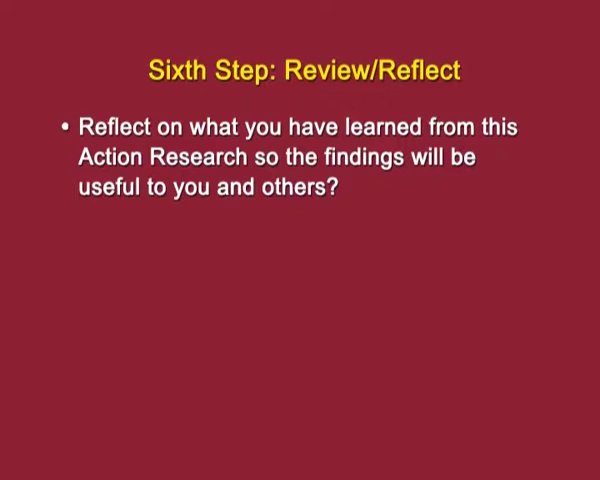 Sixth Step: Review/Reflect
• Reflect on what you have learned from this
Action Research so the findings will be
useful to you and others?